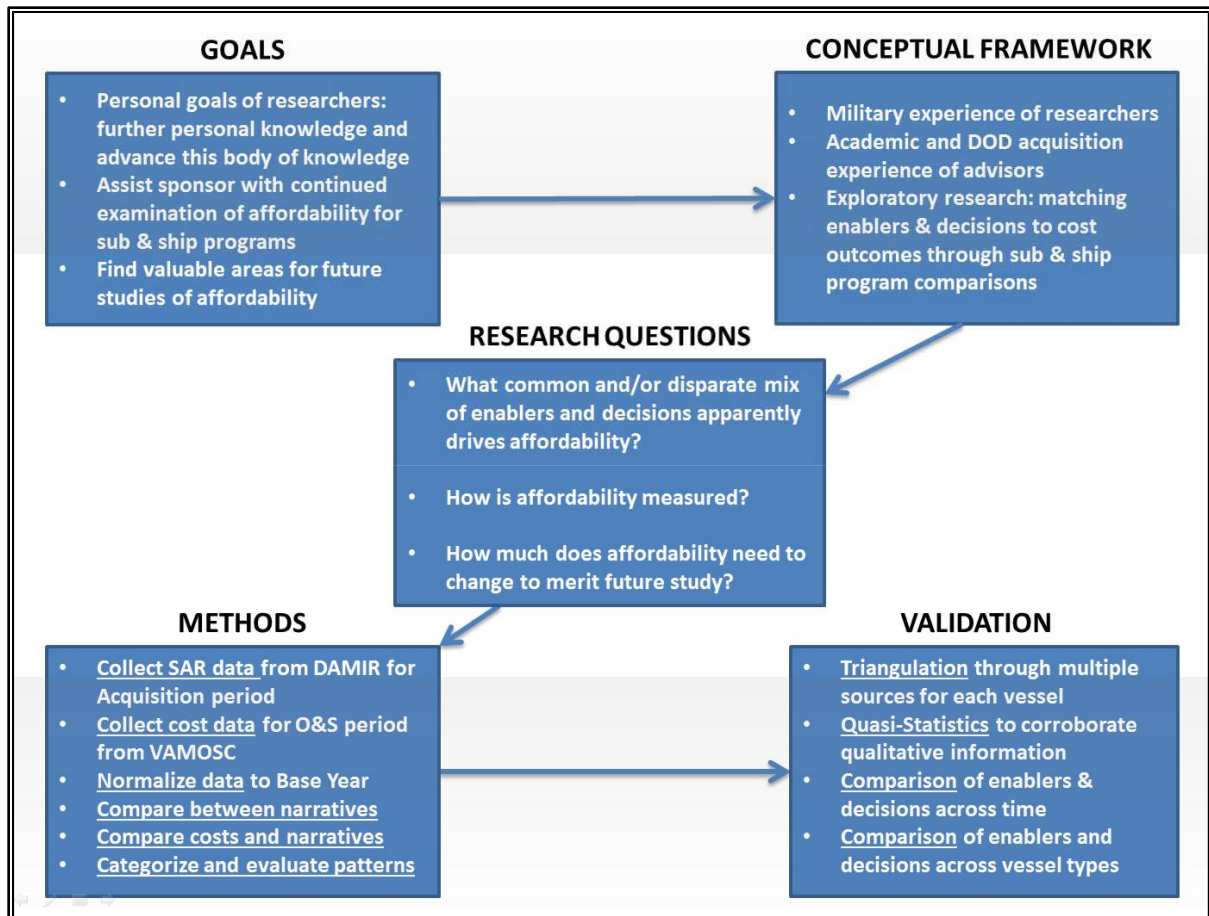 GOALS
• Personal goals of researchers:
further personal knowledge and
advance this body of knowledge
• Assist sponsor with continued
examination of affordability for
sub & ship programs
• Find valuable areas for future
studies of affordability
CONCEPTUAL FRAMEWORK
• Military experience of researchers
• Academic and DOD acquisition
experience of advisors
• Exploratory research: matching
enablers & decisions to cost
outcomes through sub & ship
program comparisons
RESEARCH QUESTIONS
• What common and/or disparate mix
of enablers and decisions apparently
drives affordability?
• How is affordability measured?
• How much does affordability need to
change to merit future study?
METHODS
• Collect SAR data from DAMIR for
Acquisition period
• Collect cost data for O&S period
from VAMOSC
• Normalize data to Base Year
• Compare between narratives
• Compare costs and narratives
• Categorize and evaluate patterns
VALIDATION
• Triangulation through multiple
sources for each vessel
• Quasi-Statistics to corroborate
qualitative information
• Comparison of enablers &
decisions across time
• Comparison of enablers and
decisions across vessel types